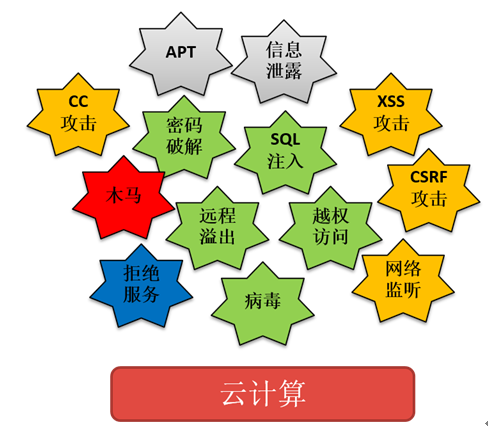 APT
信息
泄露
CC
攻击
XSS
攻击
密码
破解
SQL
注入
木马
CSRF
攻击
远程
溢出
越权
访问
拒绝
服务
病毒
网络
监听
云计算